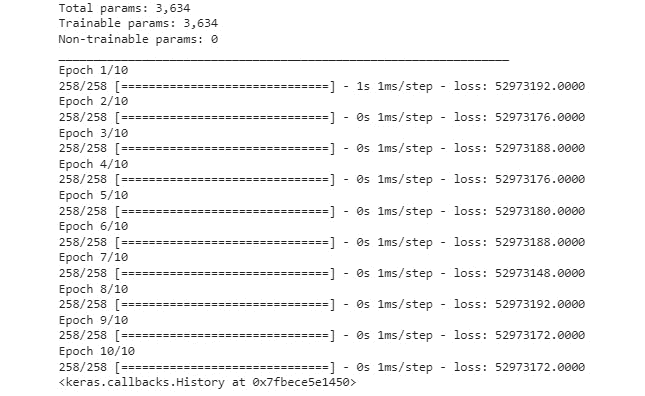 Total params: 3,634
Trainable params: 3,634
Non-trainable params: 0
_________________________________________________________________
Epoch 1/10
258/258 [==============================] - 1s 1ms/step - loss: 52973192.0000
Epoch 2/10
258/258 [==============================] - 0s 1ms/step - loss: 52973176.0000
Epoch 3/10
258/258 [==============================] - 0s 1ms/step - loss: 52973188.0000
Epoch 4/10
258/258 [==============================] - 0s 1ms/step - loss: 52973176.0000
Epoch 5/10
258/258 [==============================] - 0s 1ms/step - loss: 52973180.0000
Epoch 6/10
258/258 [==============================] - 0s 1ms/step - loss: 52973188.0000
Epoch 7/10
258/258 [==============================] - 0s 1ms/step - loss: 52973148.0000
Epoch 8/10
258/258 [==============================] - 0s 1ms/step - loss: 52973192.0000
Epoch 9/10
258/258 [==============================] - 0s 1ms/step - loss: 52973172.0000
Epoch 10/10
258/258 [==============================] - 0s 1ms/step - loss: 52973172.0000
<keras.callbacks.History at 0x7fbece5e1450>